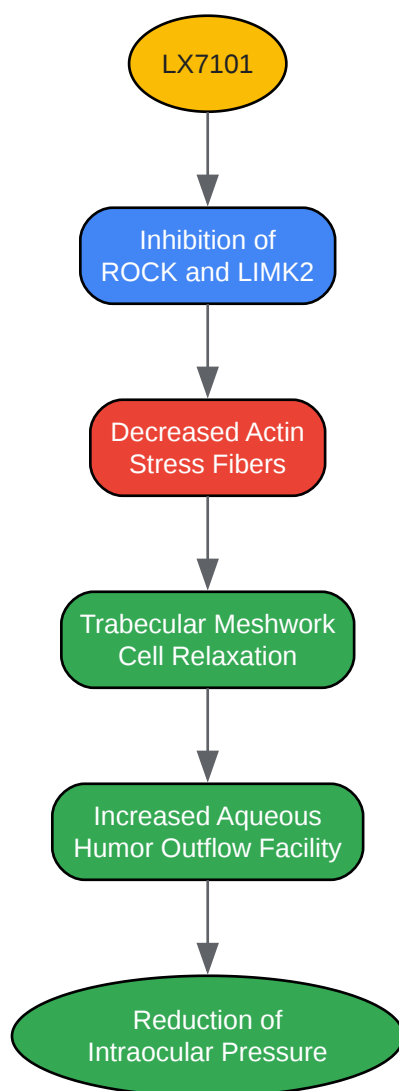 LX7101
Inhibition of
ROCK and LIMK2
Decreased Actin
Stress Fibers
Trabecular Meshwork
Cell Relaxation
Increased Aqueous
Humor Outflow Facility
Reduction of
Intraocular Pressure